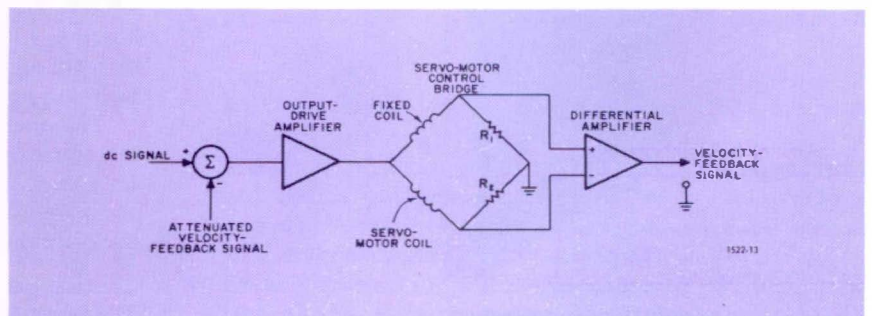 SERVO-MOTOR
CONTROL
BRIDGE
OUTPUT-
DRIVE
AMPLIFIER
FIXED
COIL
DIFFERENTIAL
AMPLIFIER
R1
dc SIGNAL
+
Σ
-
+
-
VELOCITY-
FEEDBACK
SIGNAL
R2
ATTENUATED
VELOCITY-
FEEDBACK SIGNAL
SERVO-
MOTOR COIL
1522-13